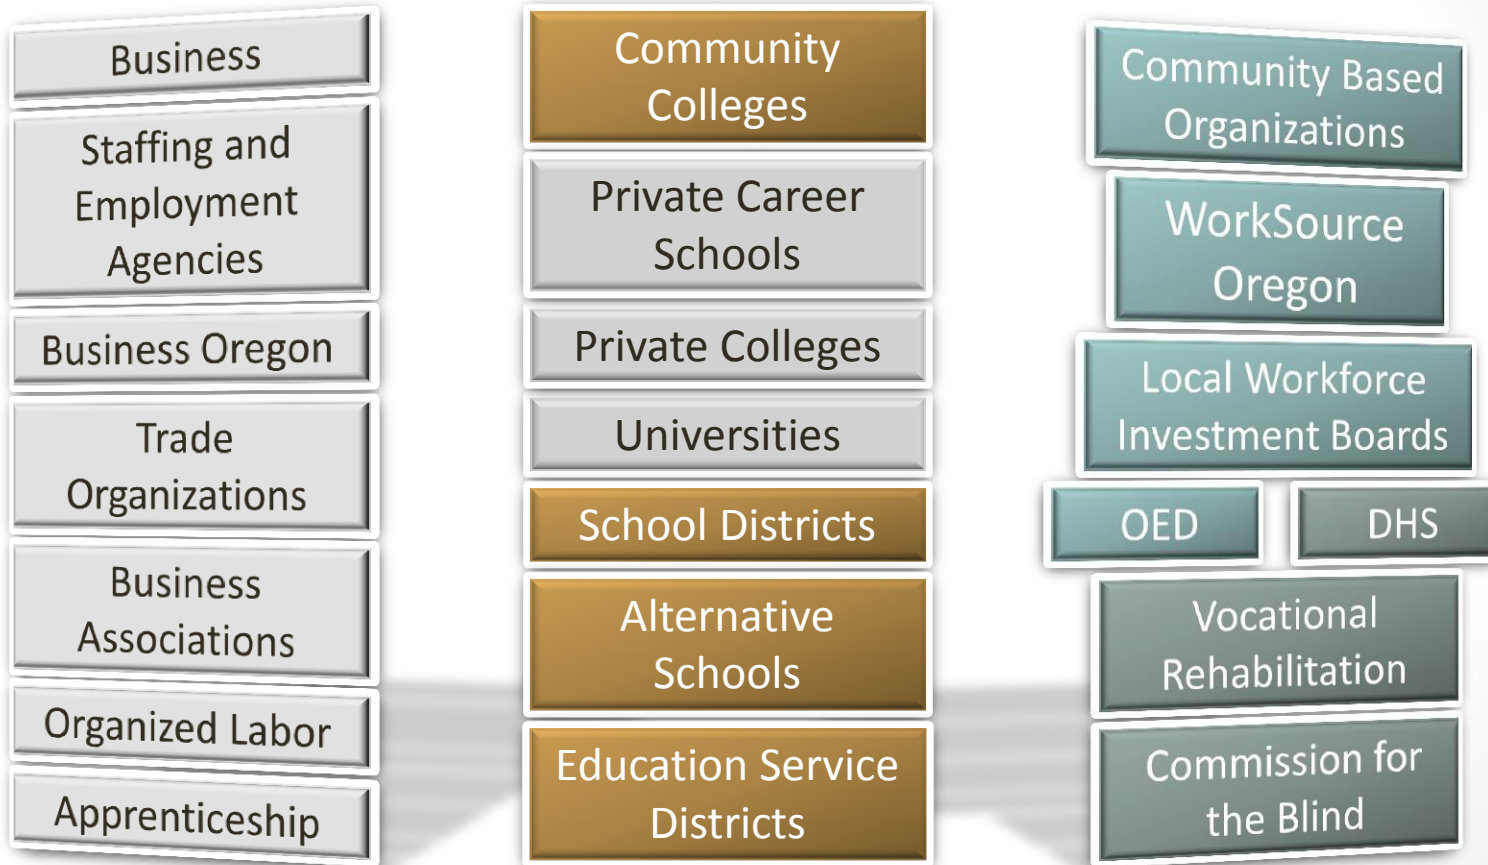 Business
Staffing and
Employment
Agencies
Business Oregon
Trade
Organizations
Business
Associations
Organized Labor
Apprenticeship
Community
Colleges
Private Career
Schools
Private Colleges
Universities
School Districts
Alternative
Schools
Education Service
Districts
Community Based
Organizations
WorkSource
Oregon
Local Workforce
Investment Boards
OED
DHS
Vocational
Rehabilitation
Commission for
the Blind